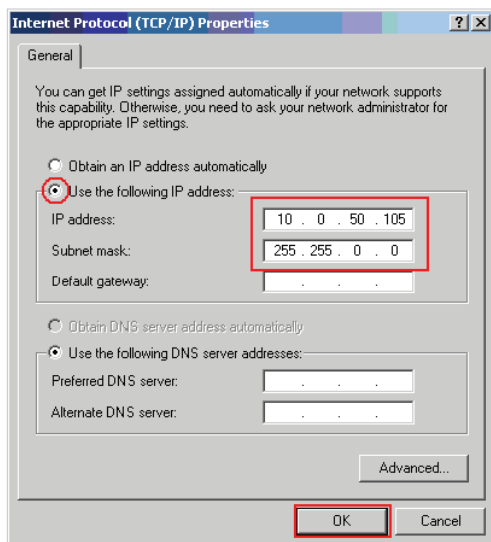 Internet Protocol (TCP/IP) Properties
General
You can get IP settings assigned automatically if your network supports
this capability. Otherwise, you need to ask your network administrator for
the appropriate IP settings.
Obtain an IP address automatically
Use the following IP address:
IP address: 10 . 0 . 50 . 105
Subnet mask: 255 . 255 . 0 . 0
Default gateway: . . .
Obtain DNS server address automatically
Use the following DNS server addresses:
Preferred DNS server: . . .
Alternate DNS server: . . .
Advanced...
OK Cancel